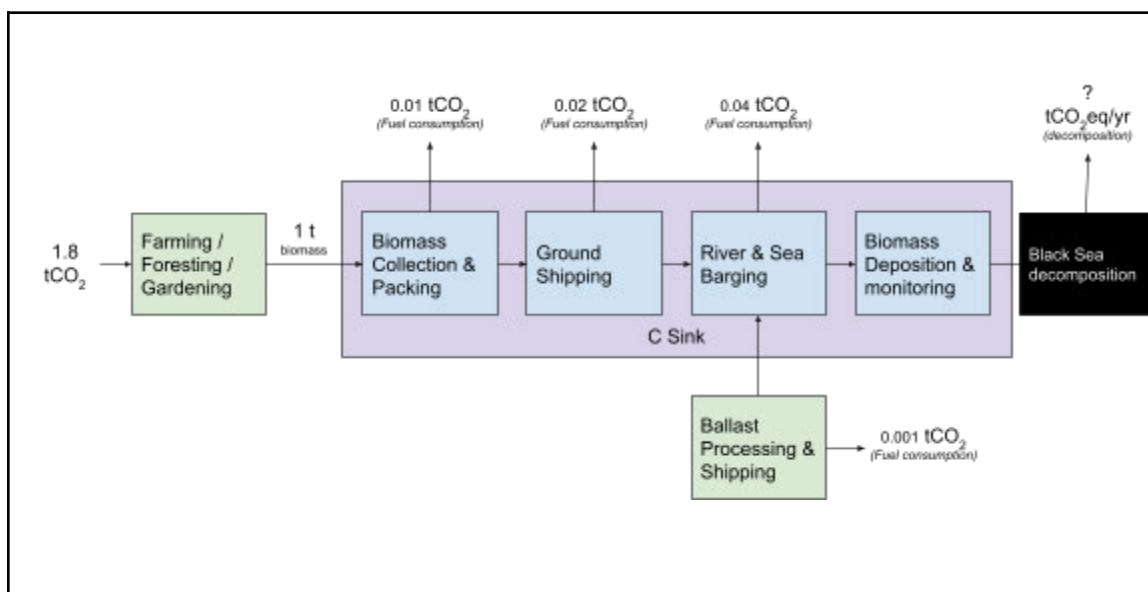 0.01 tCO₂
(Fuel consumption)
0.02 tCO₂
(Fuel consumption)
0.04 tCO₂
(Fuel consumption)
?
tCO₂eq/yr
(decomposition)
1.8
tCO₂
Farming /
Foresting /
Gardening
1 t
biomass
Biomass
Collection &
Packing
Ground
Shipping
River & Sea
Barging
Biomass
Deposition &
monitoring
Black Sea
decomposition
C Sink
Ballast
Processing &
Shipping
0.001 tCO₂
(Fuel consumption)